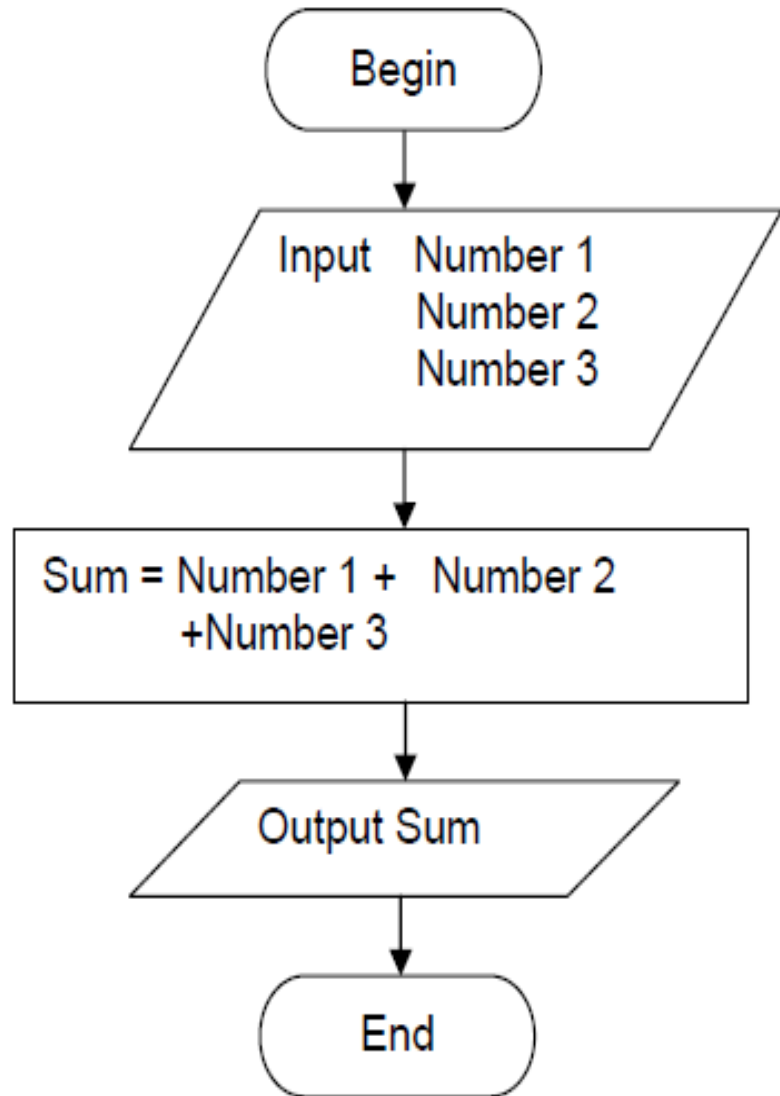 Begin
Input Number 1
Number 2
Number 3
Sum = Number 1 + Number 2
+Number 3
Output Sum
End